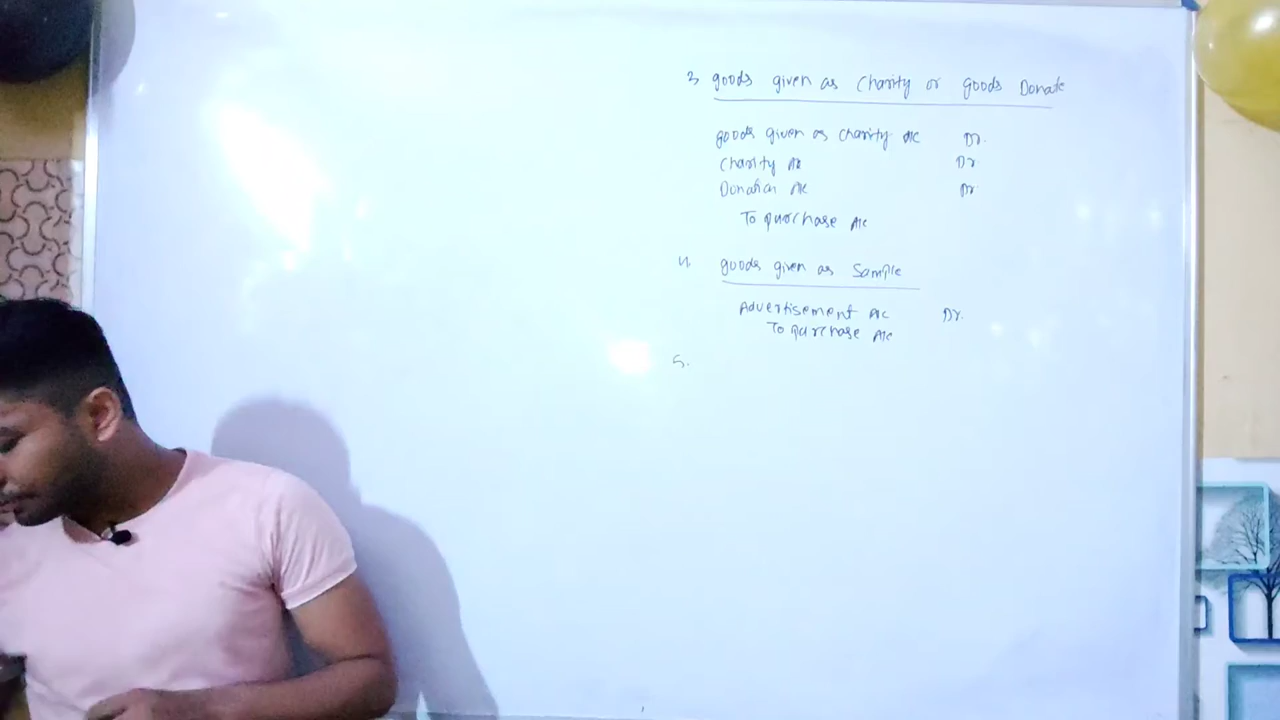 3. goods given as Charity or goods Donate
goods given as charity A/c Dr.
Charity A/c Dr
Donation A/c Dr
To purchase A/c
4. goods given as Sample
Advertisement A/c Dr.
To purchase A/c
5.